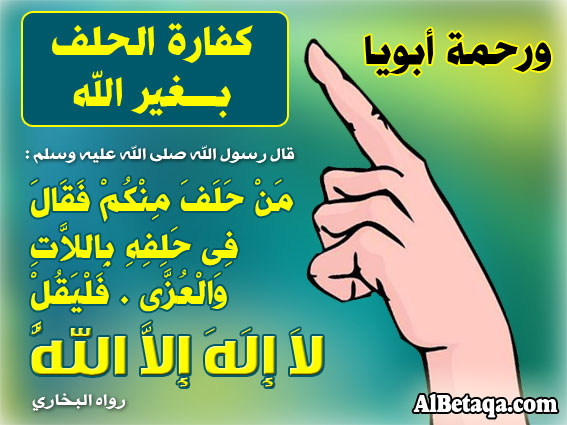 كفارة الحلف
بغير الله
ورحمة أبويا
قال رسول الله صلى الله عليه وسلم :
مَنْ حَلَفَ مِنْكُمْ فَقَالَ
فِى حَلِفِهِ بِاللاَّتِ
وَالْعُزَّى . فَلْيَقُلْ
لاَ إِلَهَ إِلاَّ اللَّهُ
رواه البخاري
AlBetaqa.com